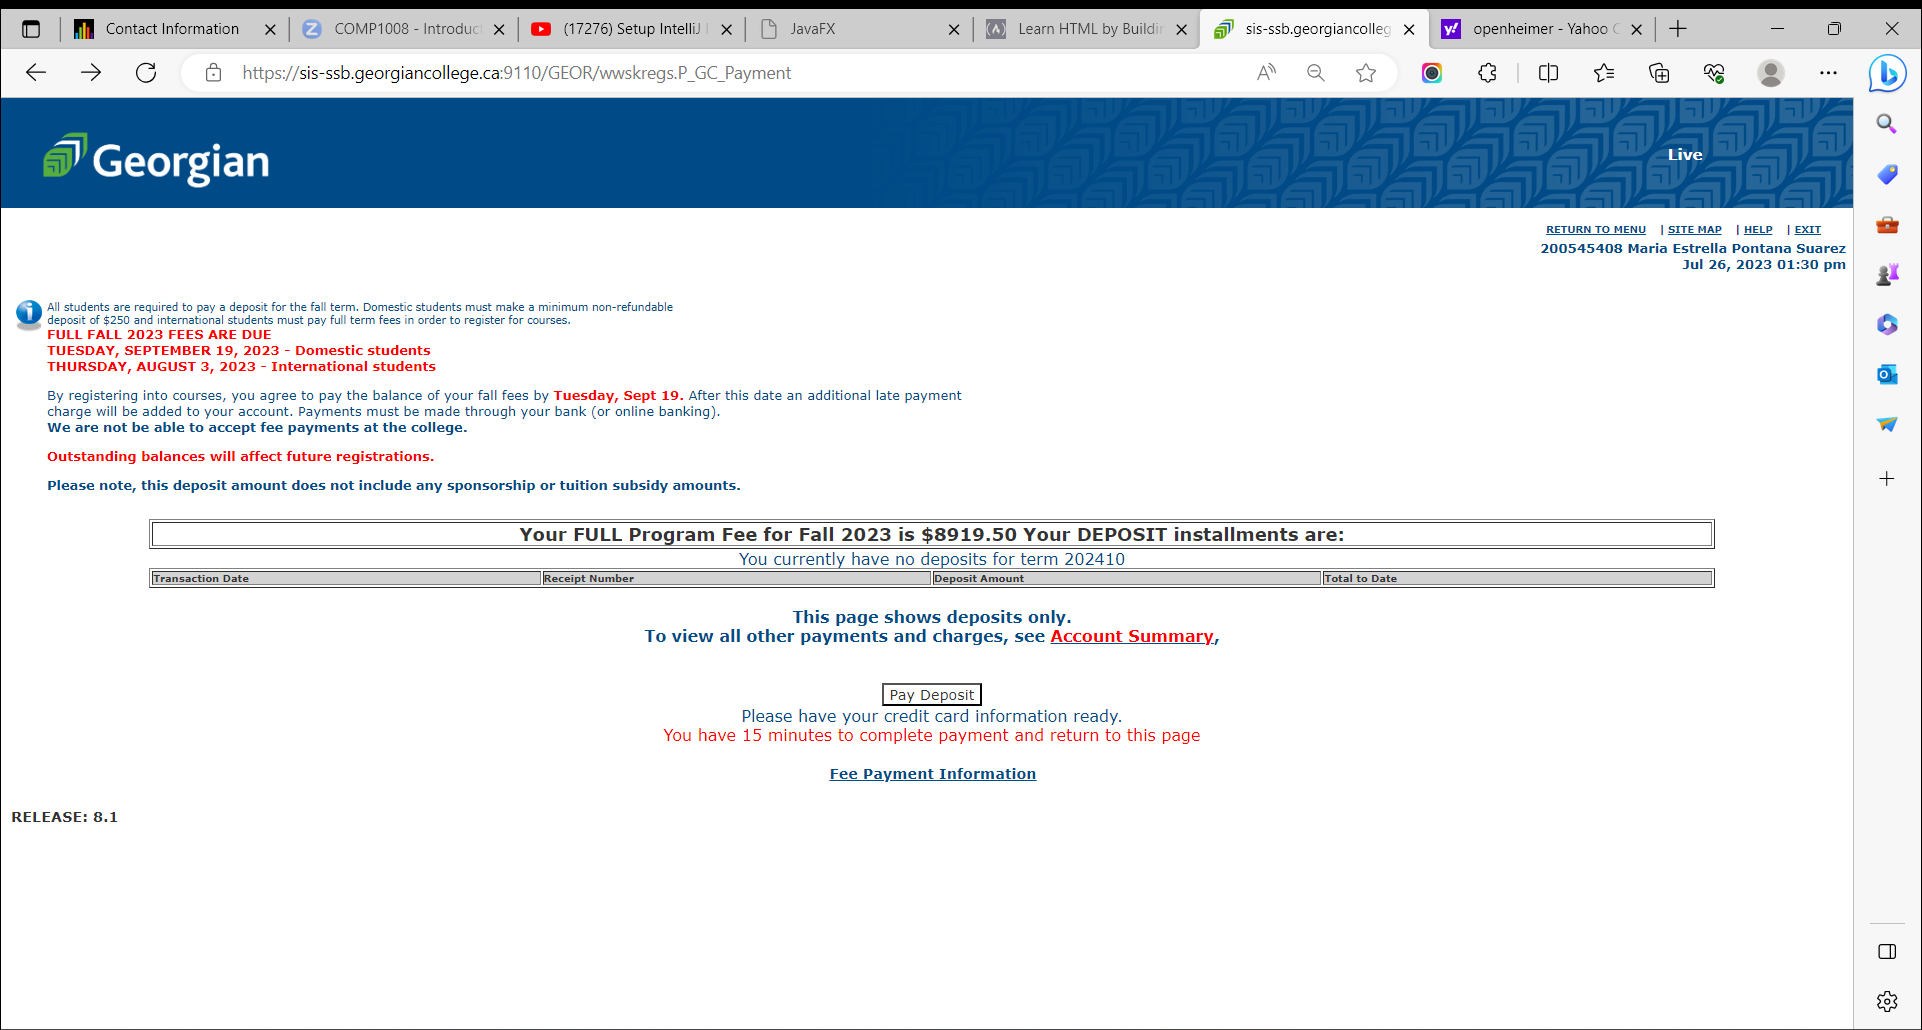 Contact Information
COMP1008 - Introduct
(17276) Setup IntelliJ
JavaFX
Learn HTML by Buildin
sis-ssb.georgiancolleg
openheimer - Yahoo
https://sis-ssb.georgiancollege.ca:9110/GEOR/wwskregs.P_GC_Payment
Georgian
Live
RETURN TO MENU | SITE MAP | HELP | EXIT
200545408 Maria Estrella Pontana Suarez
Jul 26, 2023 01:30 pm
All students are required to pay a deposit for the fall term. Domestic students must make a minimum non-refundable
deposit of $250 and international students must pay full term fees in order to register for courses.
FULL FALL 2023 FEES ARE DUE
TUESDAY, SEPTEMBER 19, 2023 - Domestic students
THURSDAY, AUGUST 3, 2023 - International students
By registering into courses, you agree to pay the balance of your fall fees by Tuesday, Sept 19. After this date an additional late payment
charge will be added to your account. Payments must be made through your bank (or online banking).
We are not be able to accept fee payments at the college.
Outstanding balances will affect future registrations.
Please note, this deposit amount does not include any sponsorship or tuition subsidy amounts.
Your FULL Program Fee for Fall 2023 is $8919.50 Your DEPOSIT installments are:
You currently have no deposits for term 202410
Transaction Date Receipt Number Deposit Amount Total to Date
This page shows deposits only.
To view all other payments and charges, see Account Summary,
Pay Deposit
Please have your credit card information ready.
You have 15 minutes to complete payment and return to this page
Fee Payment Information
RELEASE: 8.1